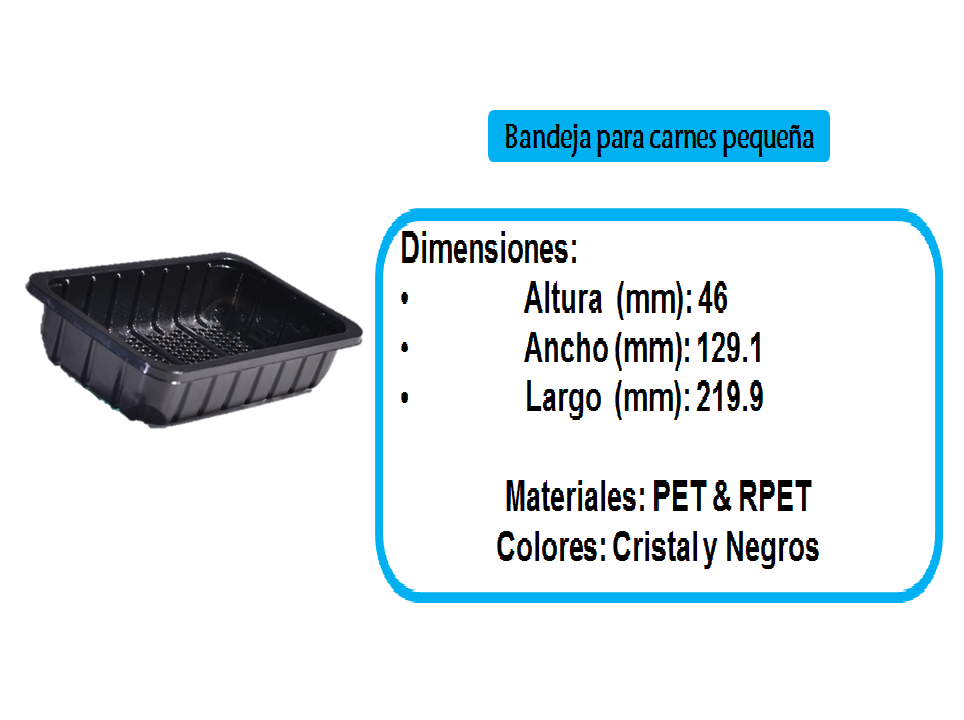 Bandeja para carnes pequeña
Dimensiones:
• Altura (mm): 46
• Ancho (mm): 129.1
• Largo (mm): 219.9
Materiales: PET & RPET
Colores: Cristal y Negros